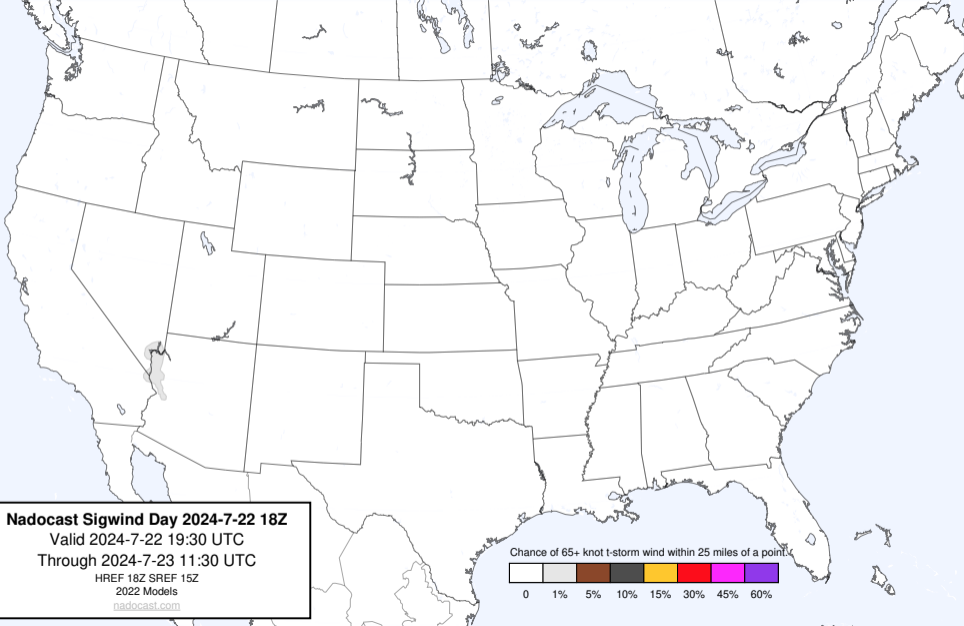 Nadocast Sigwind Day 2024-7-22 18Z
Valid 2024-7-22 19:30 UTC
Through 2024-7-23 11:30 UTC
HREF 18Z SREF 15Z
2022 Models
nadocast.com
Chance of 65+ knot t-storm wind within 25 miles of a point.
0 1% 5% 10% 15% 30% 45% 60%